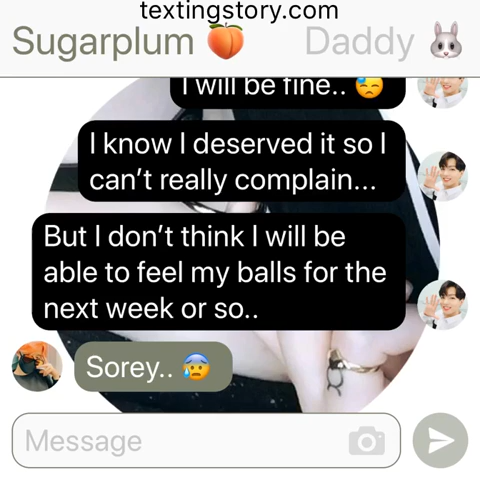 textingstory.com
Sugarplum 🍑 Daddy 🐰
I will be fine.. 😓
I know I deserved it so I
can’t really complain...
But I don’t think I will be
able to feel my balls for the
next week or so..
Sorey.. 😰
Message